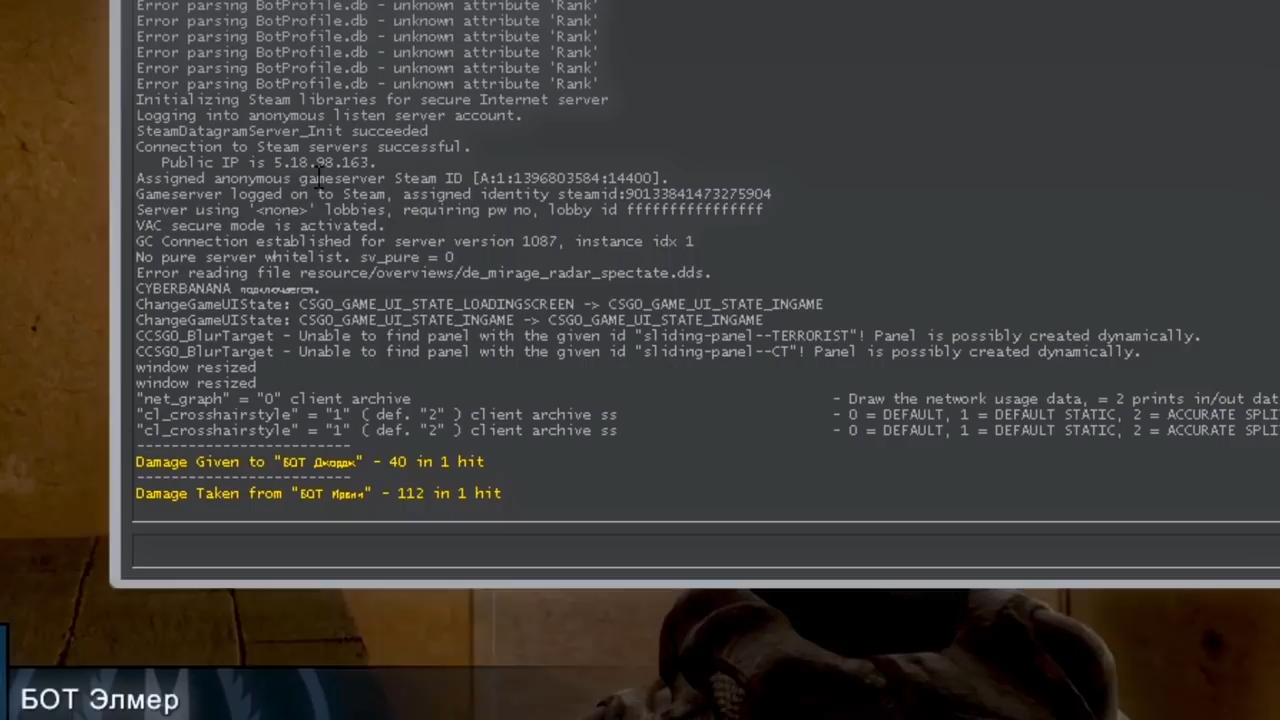 Error parsing BotProfile.db - unknown attribute 'Rank'
Error parsing BotProfile.db - unknown attribute 'Rank'
Error parsing BotProfile.db - unknown attribute 'Rank'
Error parsing BotProfile.db - unknown attribute 'Rank'
Error parsing BotProfile.db - unknown attribute 'Rank'
Error parsing BotProfile.db - unknown attribute 'Rank'
Initializing Steam libraries for secure Internet server
Logging into anonymous listen server account.
SteamDatagramServer_Init succeeded
Connection to Steam servers successful.
Public IP is 5.18.98.163.
Assigned anonymous gameserver Steam ID [A:1:1396803584:14400].
Gameserver logged on to Steam, assigned identity steamid:90133841473275904
Server using '<none>' lobbies, requiring pw no, lobby id ffffffffffffffff
VAC secure mode is activated.
GC Connection established for server version 1087, instance idx 1
No pure server whitelist. sv_pure = 0
Error reading file resource/overviews/de_mirage_radar_spectate.dds.
CYBERBANANA подключается.
ChangeGameUIState: CSGO_GAME_UI_STATE_LOADINGSCREEN -> CSGO_GAME_UI_STATE_INGAME
ChangeGameUIState: CSGO_GAME_UI_STATE_INGAME -> CSGO_GAME_UI_STATE_INGAME
CCSGO_BlurTarget - Unable to find panel with the given id "sliding-panel--TERRORIST"! Panel is possibly created dynamically.
CCSGO_BlurTarget - Unable to find panel with the given id "sliding-panel--CT"! Panel is possibly created dynamically.
window resized
window resized
"net_graph" = "0" client archive - Draw the network usage data, = 2 prints in/out dat
"cl_crosshairstyle" = "1" ( def. "2" ) client archive ss - 0 = DEFAULT, 1 = DEFAULT STATIC, 2 = ACCURATE SPLI
"cl_crosshairstyle" = "1" ( def. "2" ) client archive ss - 0 = DEFAULT, 1 = DEFAULT STATIC, 2 = ACCURATE SPLI
-------------------------
Damage Given to "БОТ Джордж" - 40 in 1 hit
-------------------------
Damage Taken from "БОТ Ирвин" - 112 in 1 hit
БОТ Элмер